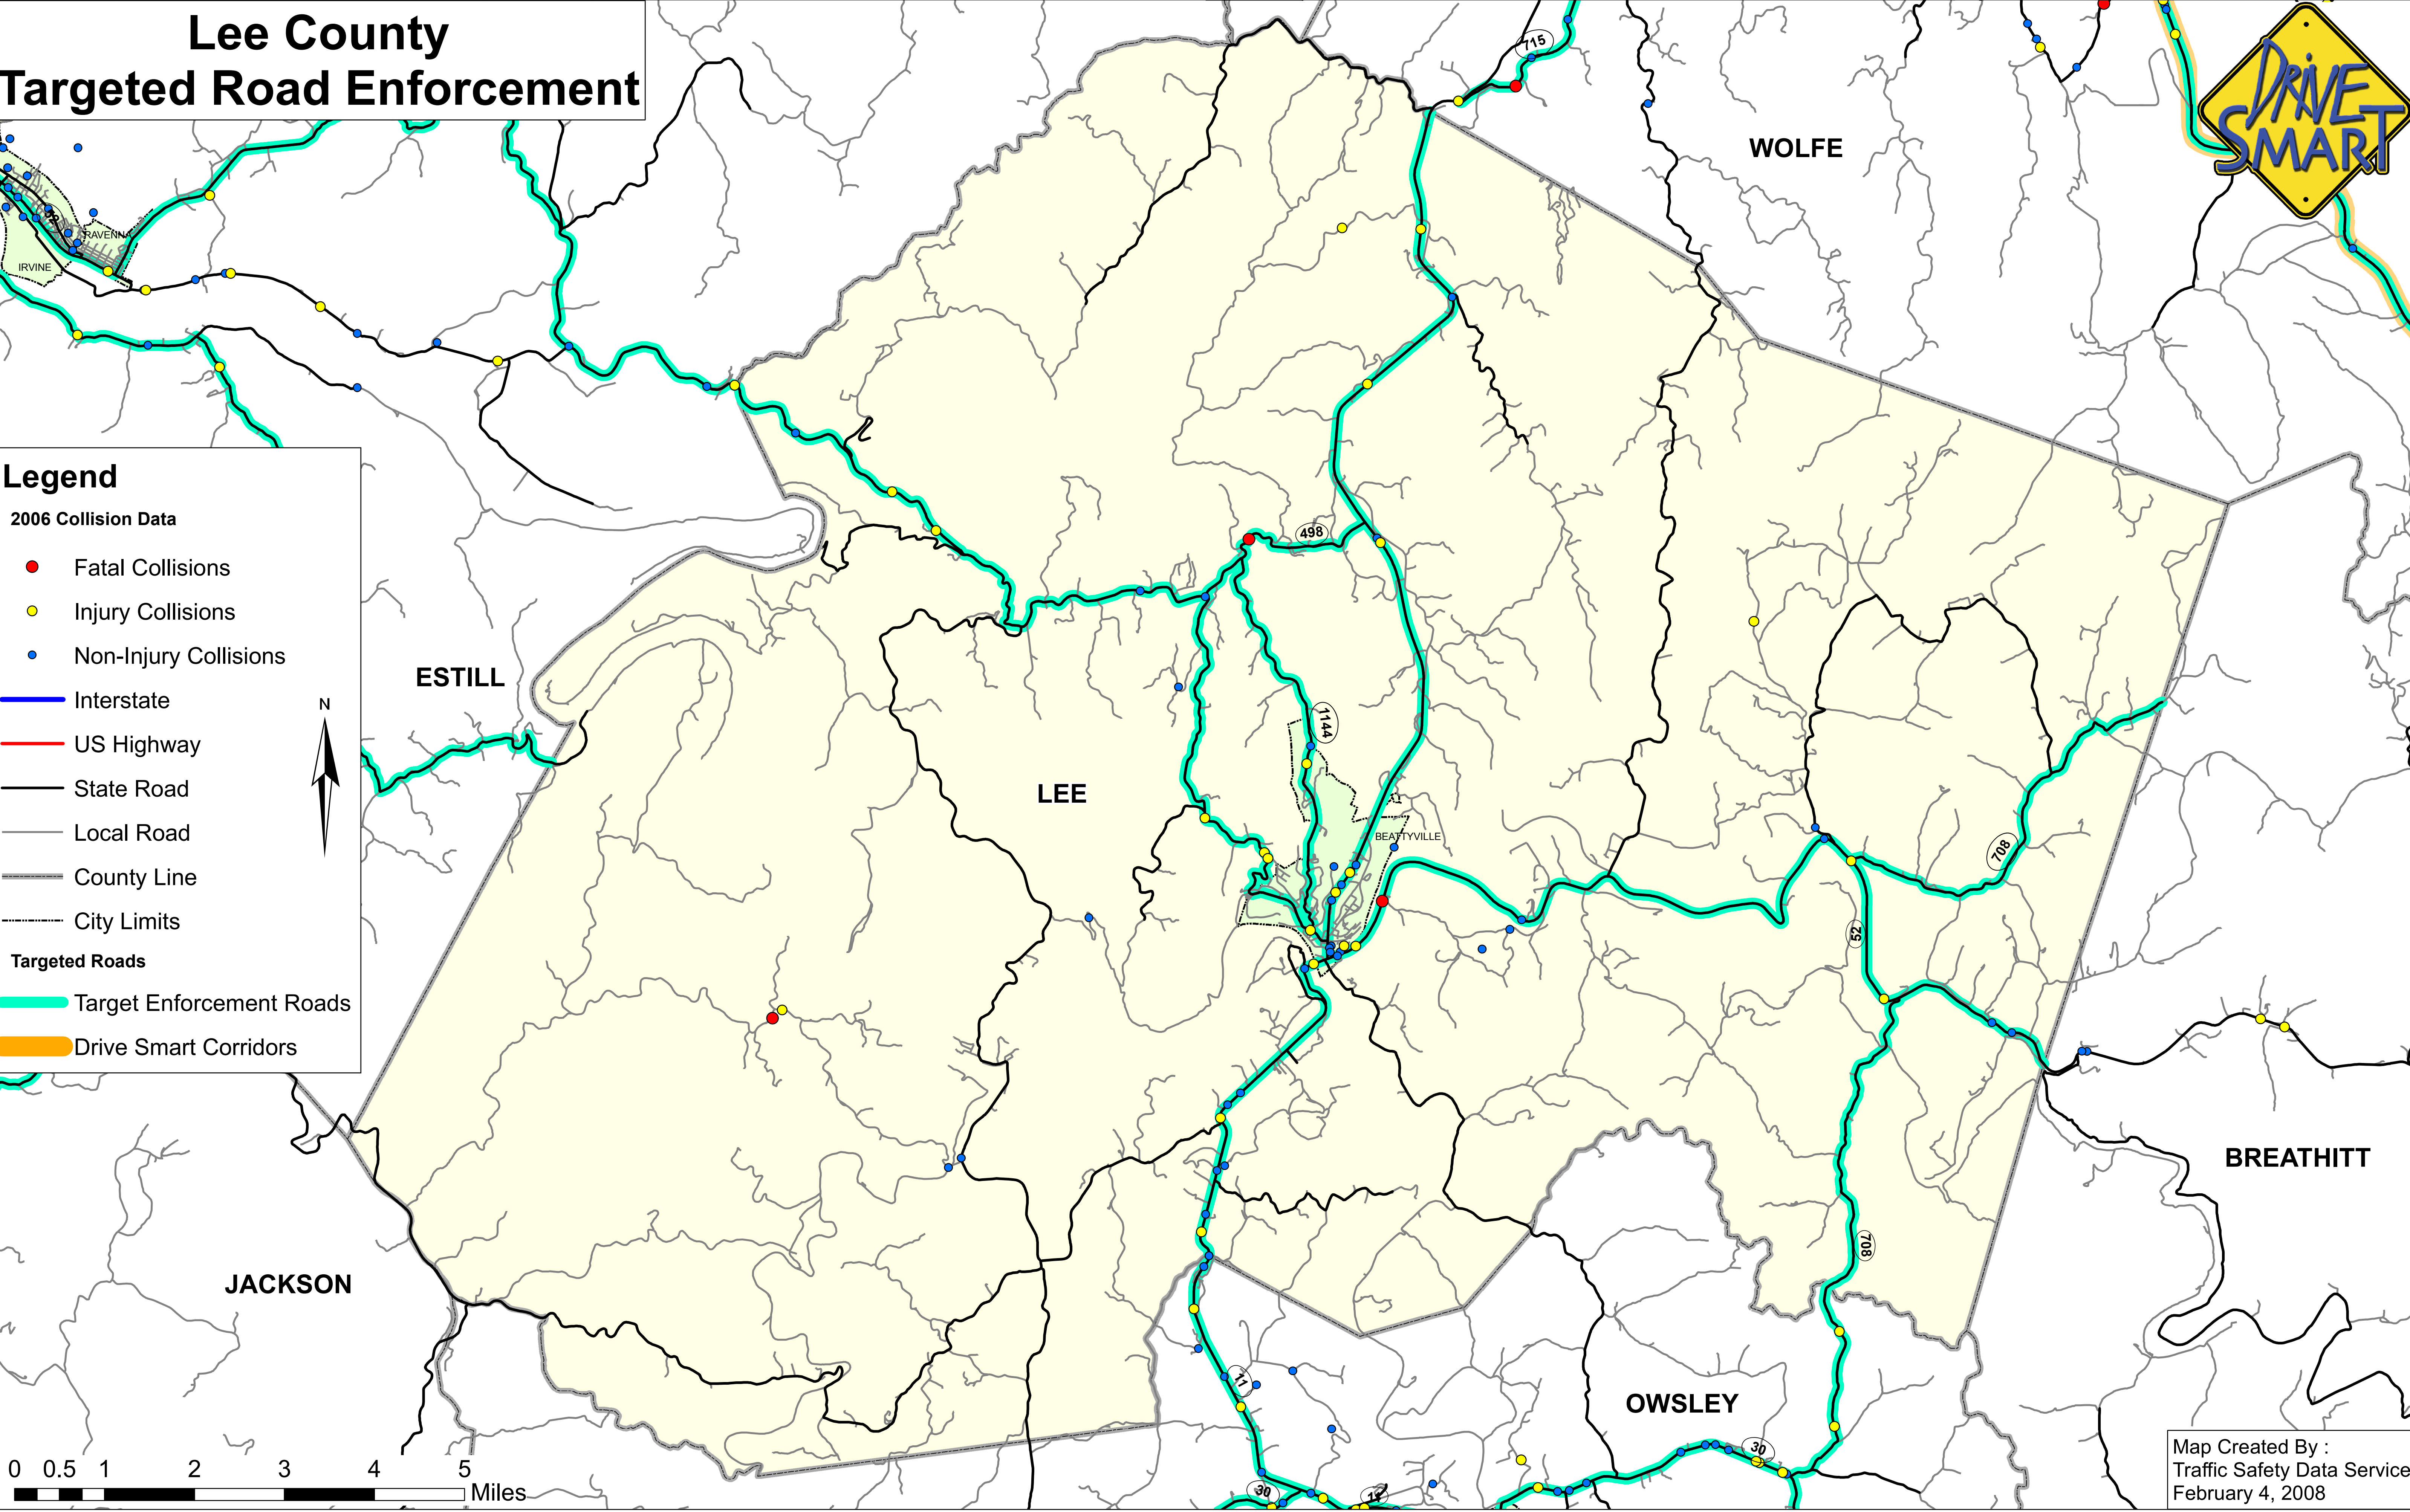 Lee County
Targeted Road Enforcement
DRIVE
SMART
WOLFE
715
RAVENNA
IRVINE
Legend
2006 Collision Data
Fatal Collisions
Injury Collisions
Non-Injury Collisions
Interstate
US Highway
State Road
Local Road
County Line
City Limits
Targeted Roads
Target Enforcement Roads
Drive Smart Corridors
N
498
ESTILL
1144
LEE
BEATTYVILLE
708
52
BREATHITT
708
JACKSON
11
OWSLEY
30
30
11
0 0.5 1 2 3 4 5
Miles
Map Created By :
Traffic Safety Data Service
February 4, 2008